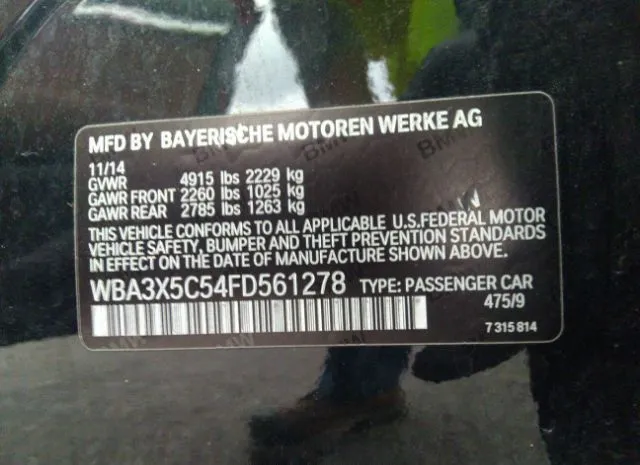 MFD BY BAYERISCHE MOTOREN WERKE AG
11/14
GVWR 4915 lbs 2229 kg
GAWR FRONT 2260 lbs 1025 kg
GAWR REAR 2785 lbs 1263 kg
THIS VEHICLE CONFORMS TO ALL APPLICABLE U.S.FEDERAL MOTOR
VEHICLE SAFETY, BUMPER AND THEFT PREVENTION STANDARDS
IN EFFECT ON THE DATE OF MANUFACTURE SHOWN ABOVE.
WBA3X5C54FD561278 TYPE: PASSENGER CAR
475/9
7 315 814